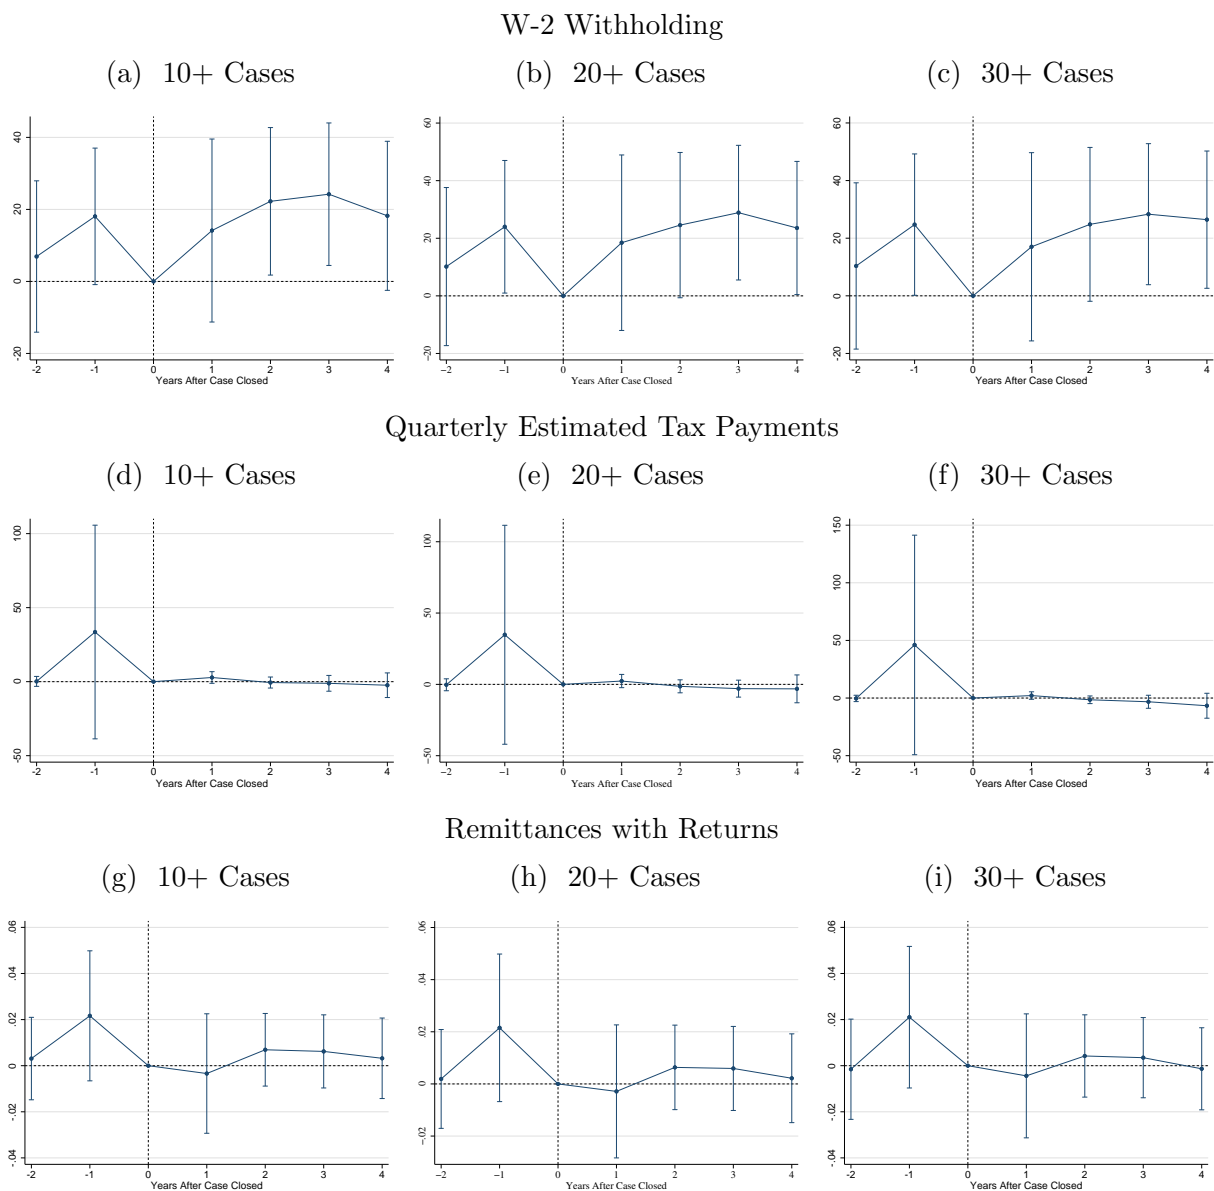 W-2 Withholding
(a) 10+ Cases
(b) 20+ Cases
(c) 30+ Cases
40
20
0
-20
-2 -1 0 1 2 3 4
Years After Case Closed
60
40
20
0
-20
−2 −1 0 1 2 3 4
Years After Case Closed
60
40
20
0
-20
-2 -1 0 1 2 3 4
Years After Case Closed
Quarterly Estimated Tax Payments
(d) 10+ Cases
(e) 20+ Cases
(f) 30+ Cases
100
50
0
-50
-2 -1 0 1 2 3 4
Years After Case Closed
100
50
0
−50
−2 −1 0 1 2 3 4
Years After Case Closed
150
100
50
0
-50
-2 -1 0 1 2 3 4
Years After Case Closed
Remittances with Returns
(g) 10+ Cases
(h) 20+ Cases
(i) 30+ Cases
.06
.04
.02
0
-.02
-.04
-2 -1 0 1 2 3 4
Years After Case Closed
.06
.04
.02
0
−.02
−2 −1 0 1 2 3 4
Years After Case Closed
.06
.04
.02
0
-.02
-.04
-2 -1 0 1 2 3 4
Years After Case Closed